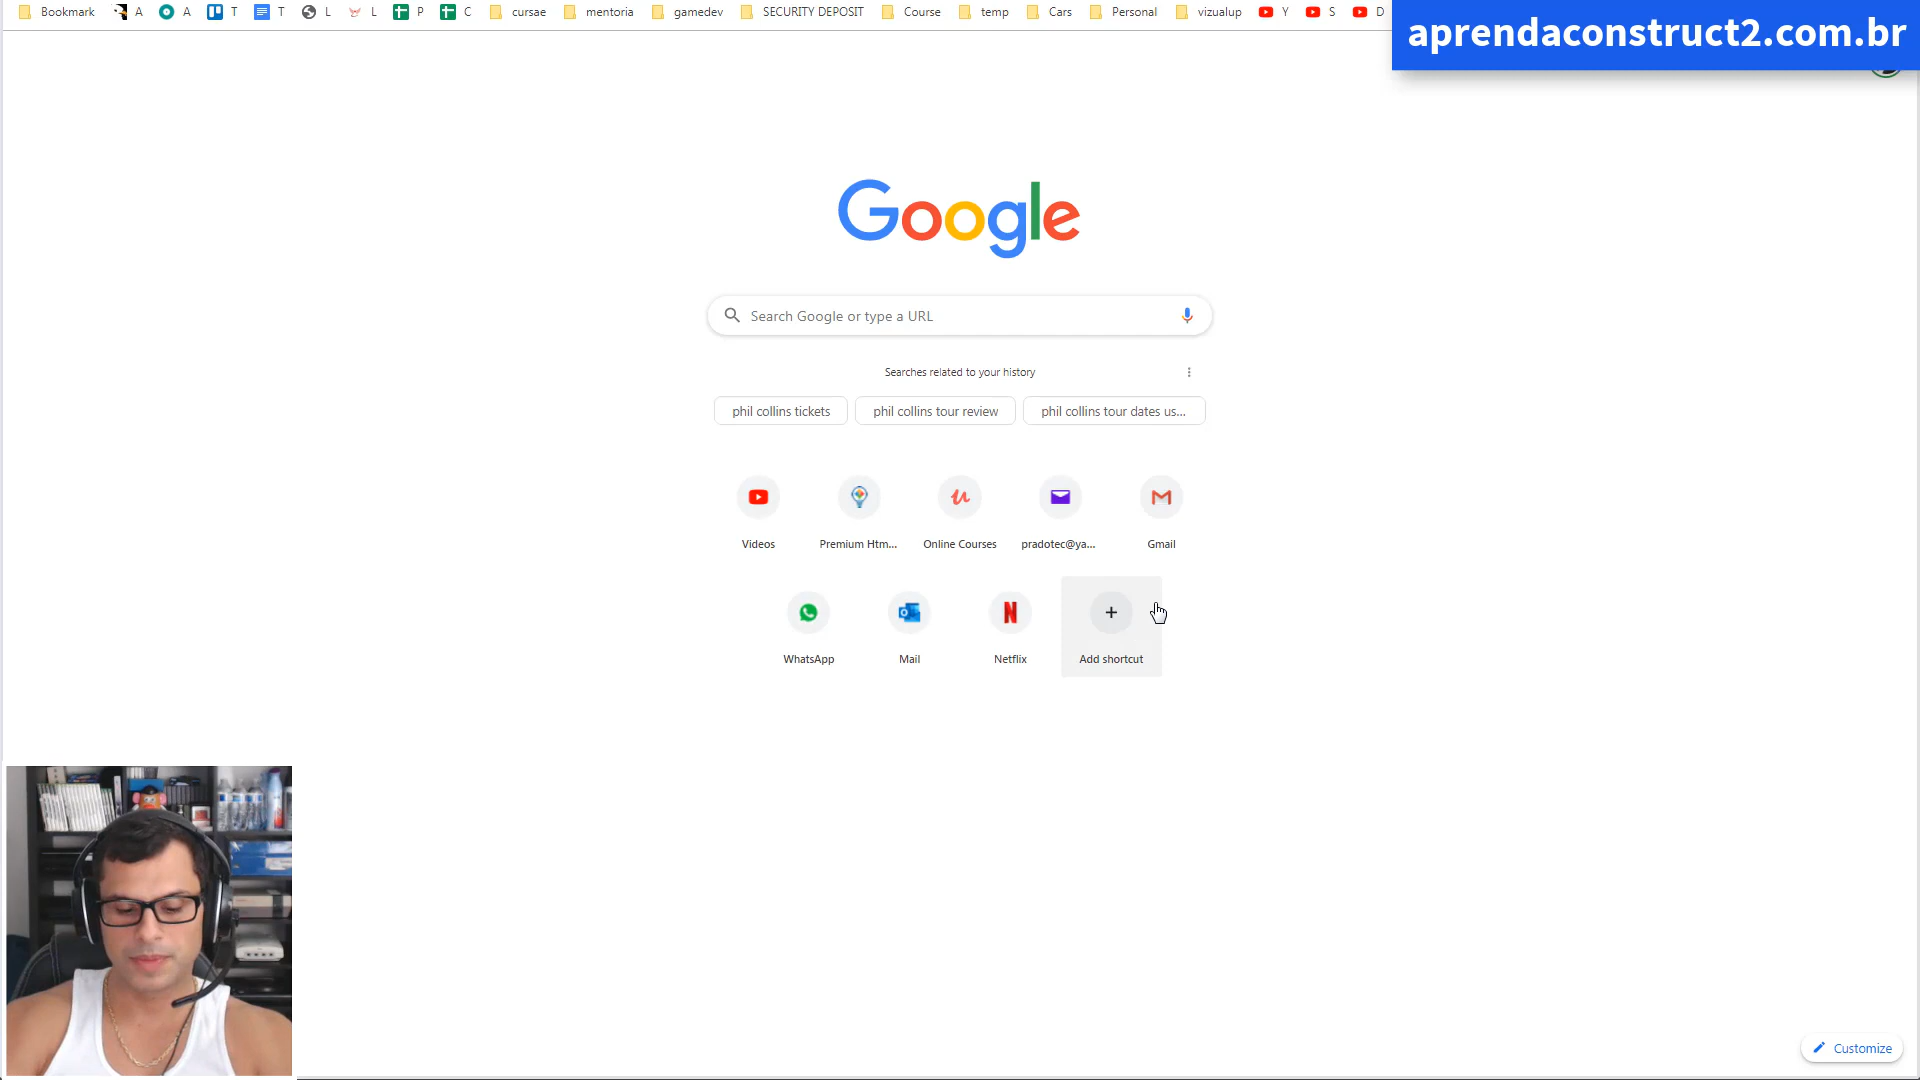 Bookmark A A T T L L P C cursae mentoria gamedev SECURITY DEPOSIT Course temp Cars Personal vizualup Y S D
aprendaconstruct2.com.br
Google
Search Google or type a URL
Searches related to your history
phil collins tickets phil collins tour review phil collins tour dates us...
Videos Premium Htm... Online Courses pradotec@ya... Gmail
WhatsApp Mail Netflix Add shortcut
Customize